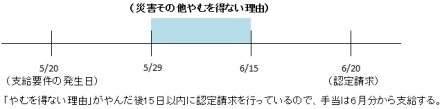 (災害その他やむを得ない理由)
5/20 5/29 6/15 6/20
(支給要件の発生日) (認定請求)
「やむを得ない理由」がやんだ後15日以内に認定請求を行っているので、手当は6月分から支給する。